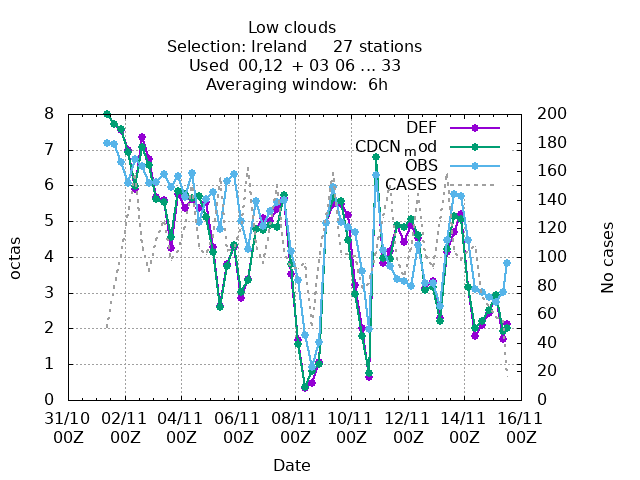 Low clouds
Selection: Ireland 27 stations
Used 00,12 + 03 06 ... 33
Averaging window: 6h
8 200
DEF
7 180
CDCN mod
OBS
160
6 CASES
140
5 120
4 100
octas
No cases
3 80
60
2
40
1 20
0 0
31/10 02/11 04/11 06/11 08/11 10/11 12/11 14/11 16/11
00Z 00Z 00Z 00Z 00Z 00Z 00Z 00Z 00Z
Date